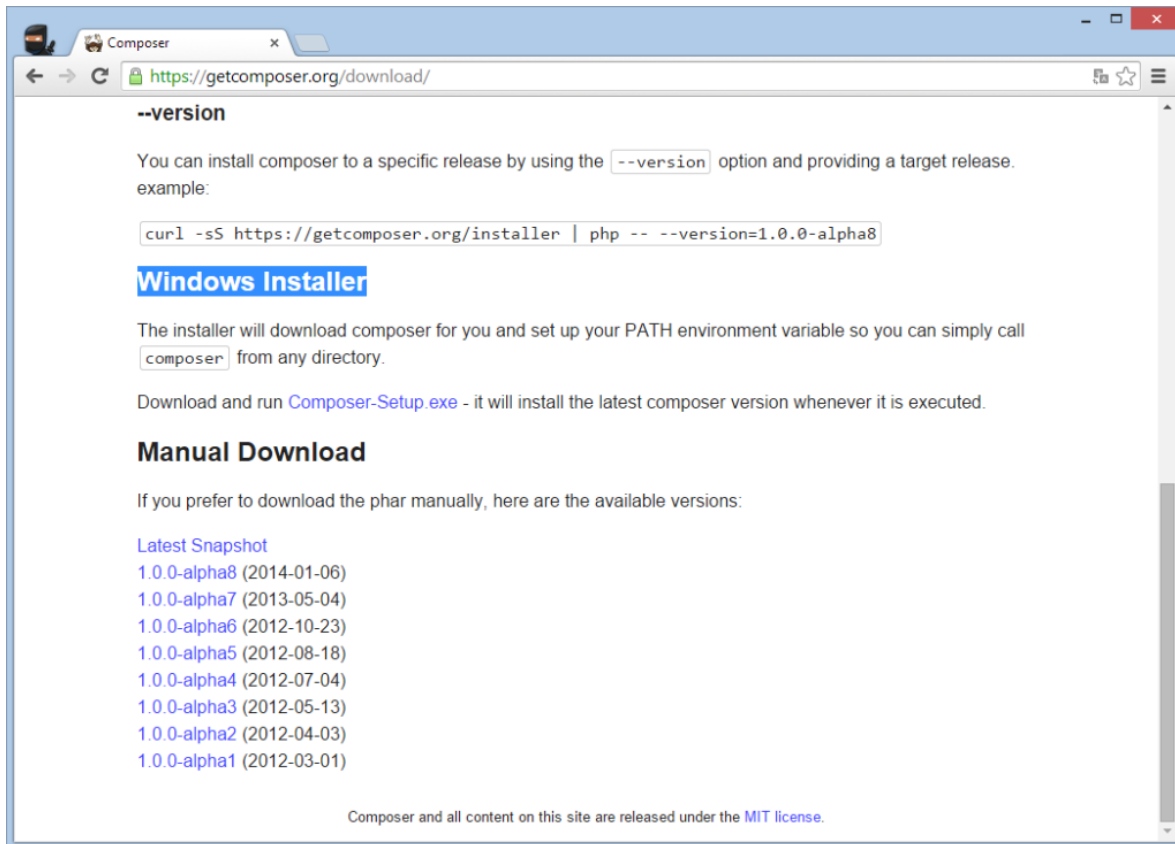 Composer
https://getcomposer.org/download/
--version
You can install composer to a specific release by using the --version option and providing a target release.
example:
curl -sS https://getcomposer.org/installer | php -- --version=1.0.0-alpha8
Windows Installer
The installer will download composer for you and set up your PATH environment variable so you can simply call
composer from any directory.
Download and run Composer-Setup.exe - it will install the latest composer version whenever it is executed.
Manual Download
If you prefer to download the phar manually, here are the available versions:
Latest Snapshot
1.0.0-alpha8 (2014-01-06)
1.0.0-alpha7 (2013-05-04)
1.0.0-alpha6 (2012-10-23)
1.0.0-alpha5 (2012-08-18)
1.0.0-alpha4 (2012-07-04)
1.0.0-alpha3 (2012-05-13)
1.0.0-alpha2 (2012-04-03)
1.0.0-alpha1 (2012-03-01)
Composer and all content on this site are released under the MIT license.